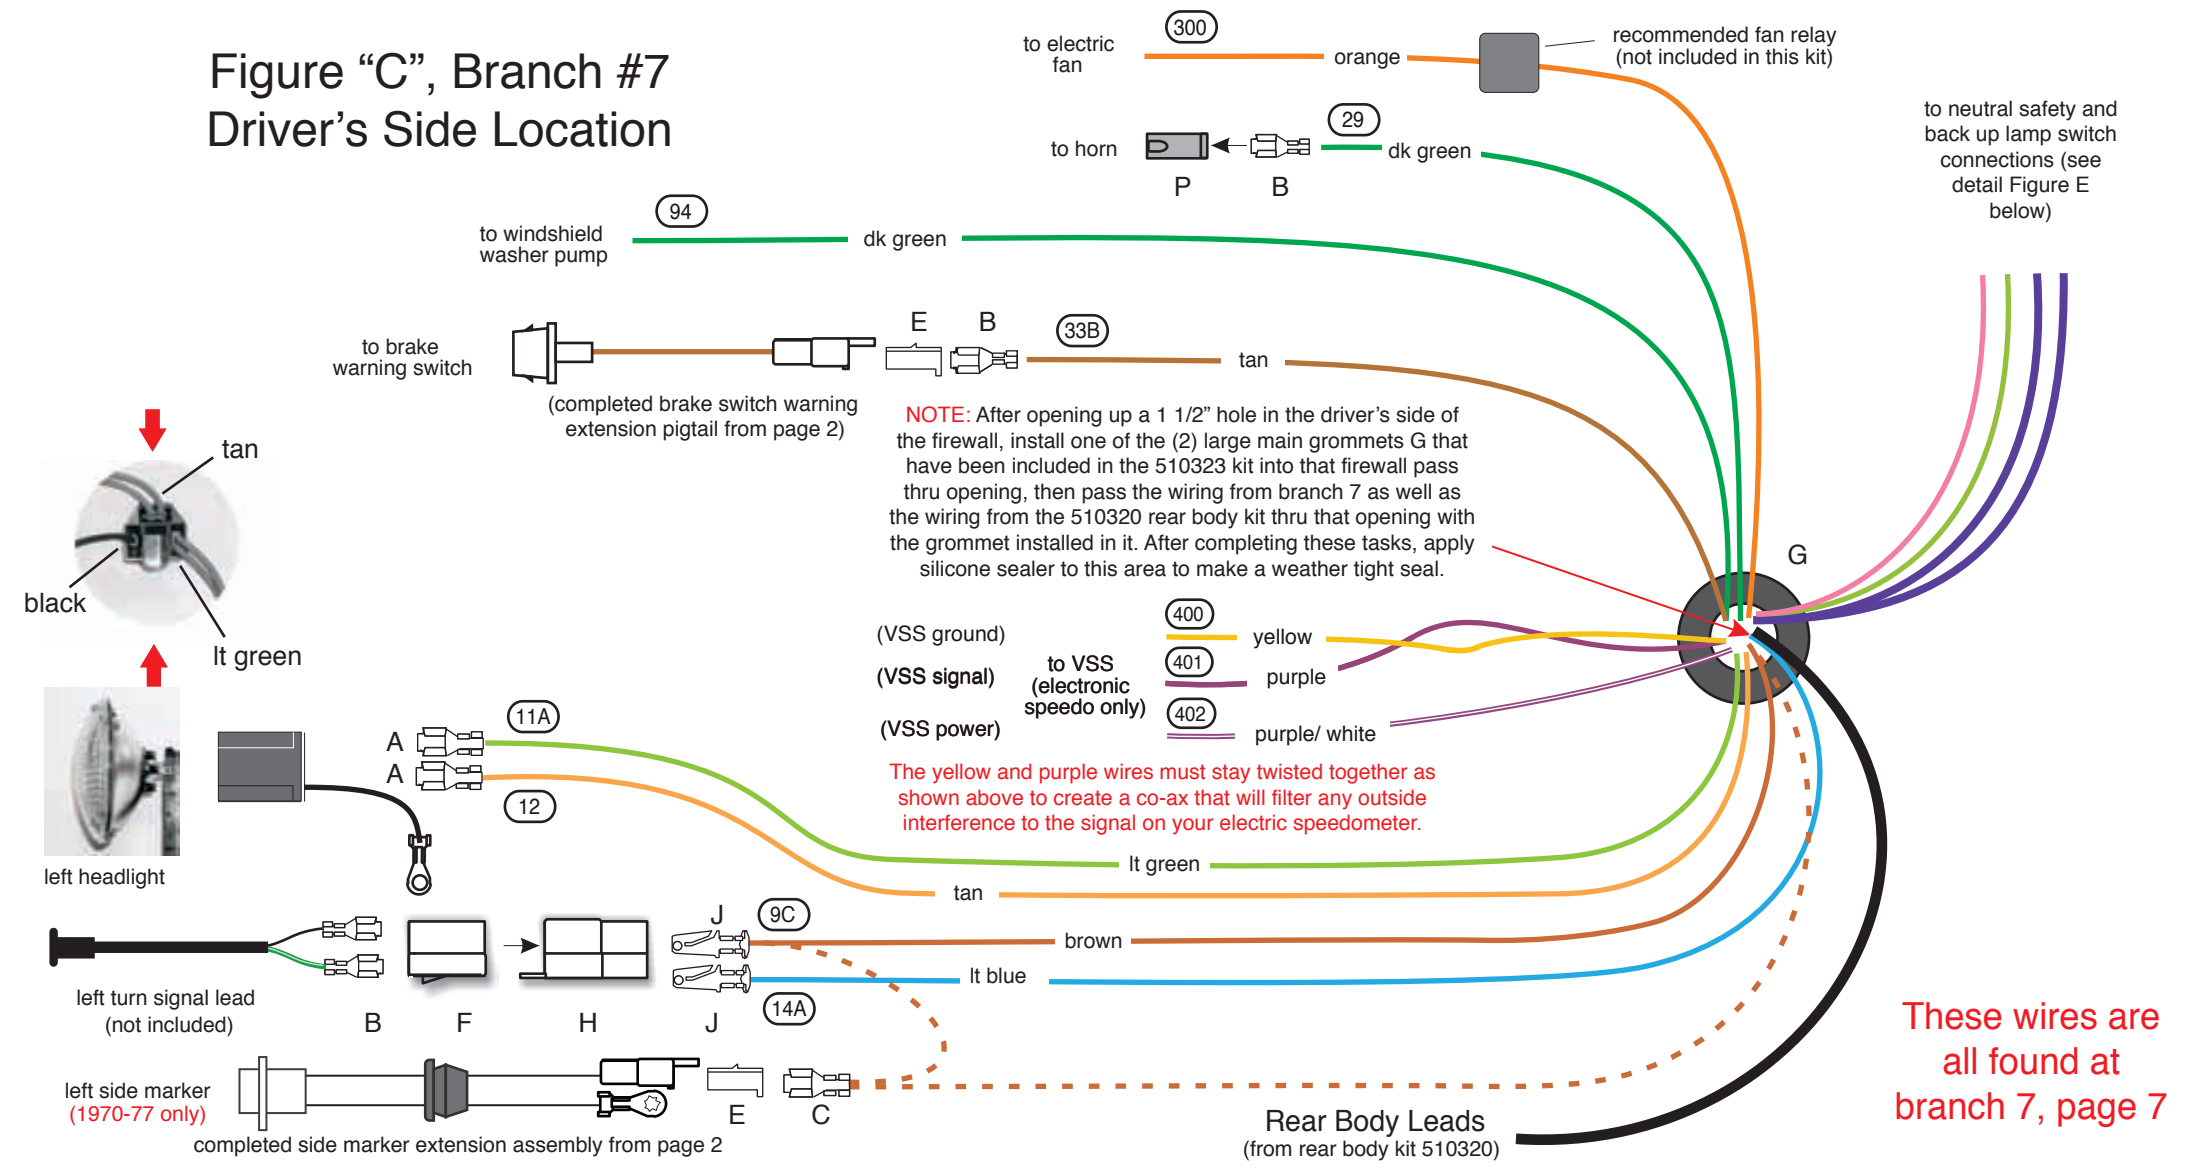 Figure “C”, Branch #7
Driver’s Side Location
300
to electric
fan
orange
recommended fan relay
(not included in this kit)
to neutral safety and
back up lamp switch
connections (see
detail Figure E
below)
29
to horn
dk green
P
B
94
to windshield
washer pump
dk green
E
B
33B
to brake
warning switch
tan
(completed brake switch warning
extension pigtail from page 2)
NOTE: After opening up a 1 1/2” hole in the driver’s side of
the firewall, install one of the (2) large main grommets G that
have been included in the 510323 kit into that firewall pass
thru opening, then pass the wiring from branch 7 as well as
the wiring from the 510320 rear body kit thru that opening with
the grommet installed in it. After completing these tasks, apply
silicone sealer to this area to make a weather tight seal.
G
tan
black
lt green
400
(VSS ground)
yellow
401
(VSS signal)
to VSS
(electronic
speedo only)
purple
402
(VSS power)
purple/ white
The yellow and purple wires must stay twisted together as
shown above to create a co-ax that will filter any outside
interference to the signal on your electric speedometer.
left headlight
A
11A
A
12
lt green
tan
J
9C
brown
lt blue
14A
left turn signal lead
(not included)
B
F
H
J
left side marker
(1970-77 only)
E
C
completed side marker extension assembly from page 2
Rear Body Leads
(from rear body kit 510320)
These wires are
all found at
branch 7, page 7